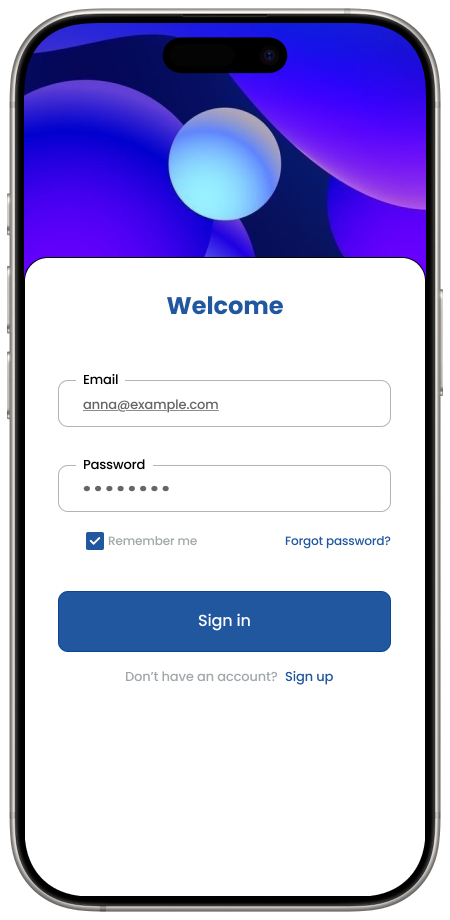 Welcome
Email
anna@example.com
Password
Remember me
Forgot password?
Sign in
Don’t have an account? Sign up